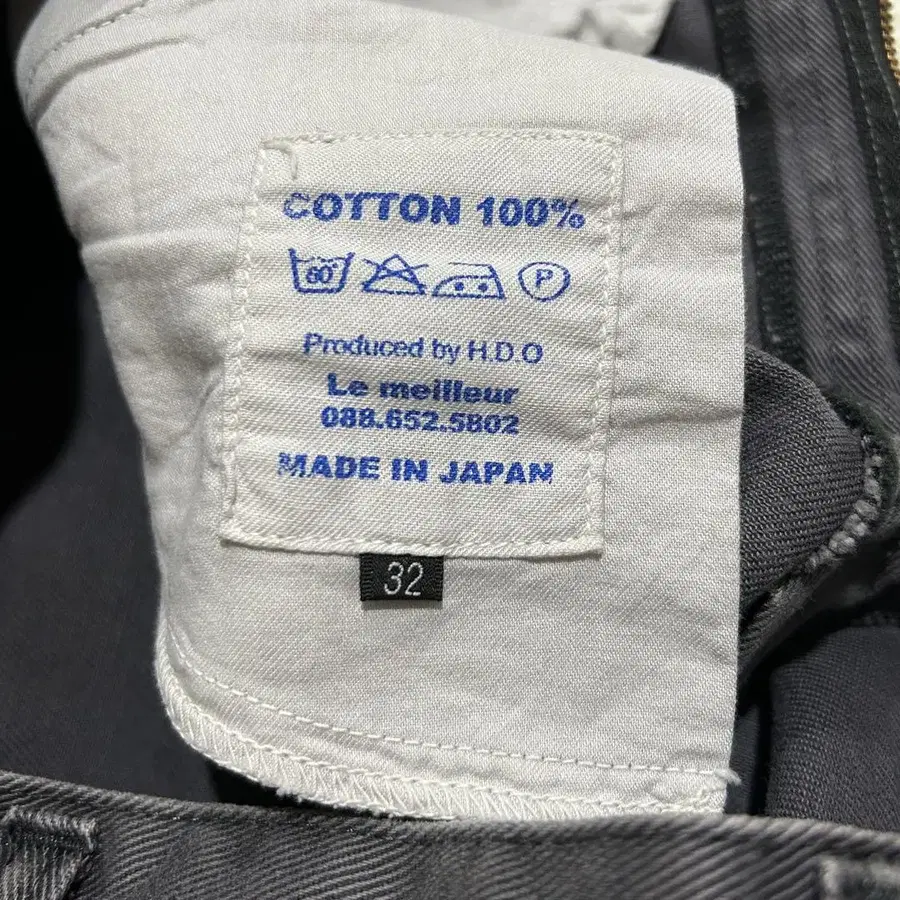 COTTON 100%
60° P
Produced by H.D.O
Le meilleur
088.652.5802
MADE IN JAPAN
32